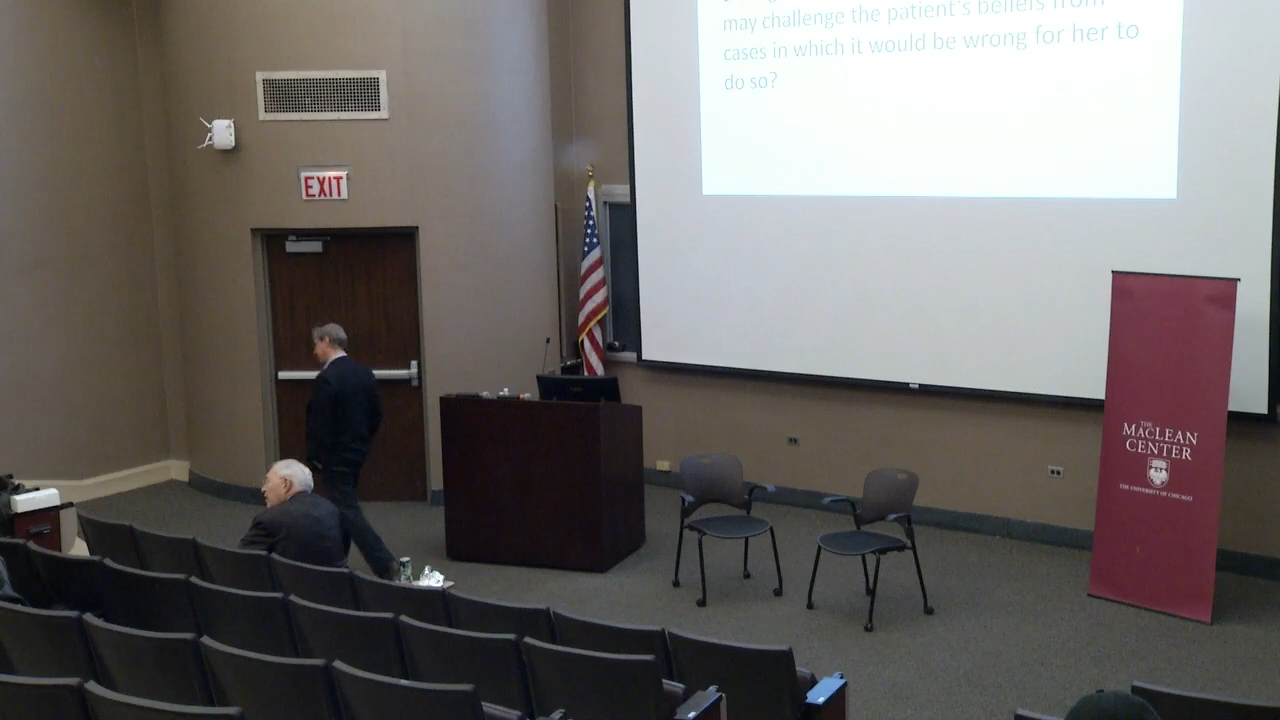 may challenge the patient's beliefs from
cases in which it would be wrong for her to
do so?
EXIT
THE
MACLEAN
CENTER
THE UNIVERSITY OF CHICAGO